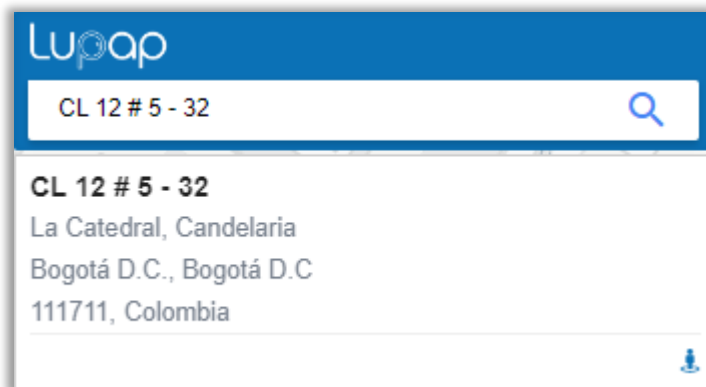 Lupap
CL 12 # 5 - 32
CL 12 # 5 - 32
La Catedral, Candelaria
Bogotá D.C., Bogotá D.C
111711, Colombia